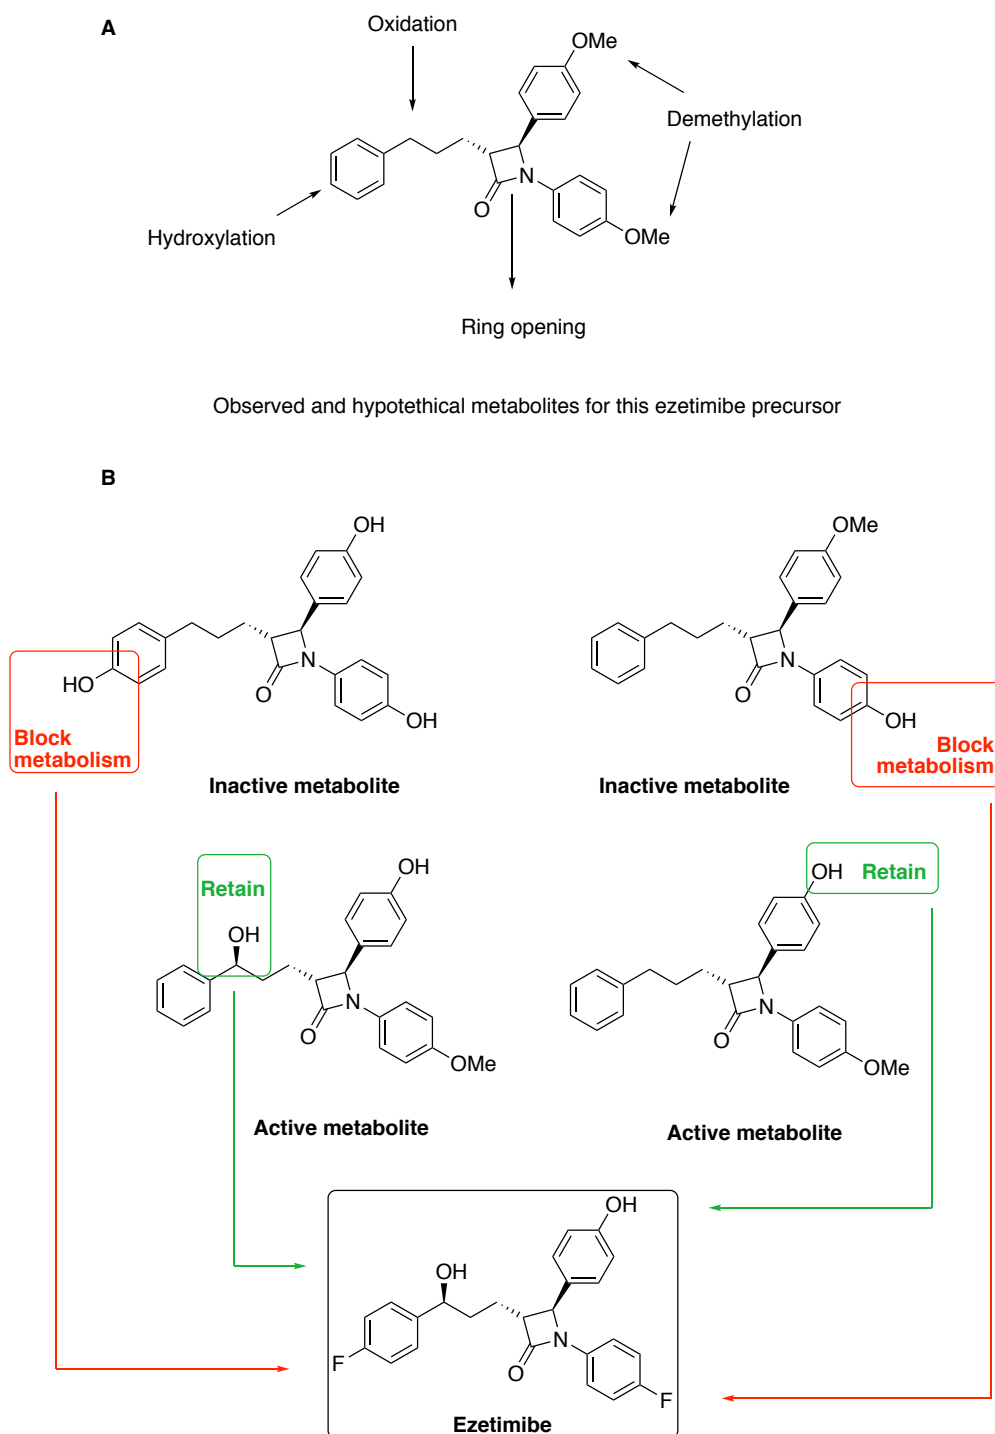 A
Oxidation
OMe
Demethylation
N
O
OMe
Hydroxylation
Ring opening
Observed and hypotethical metabolites for this ezetimibe precursor
B
OH
OMe
N
O
HO
OH
N
O
OH
Block
metabolism
Block
metabolism
Inactive metabolite
Inactive metabolite
OH
Retain
OH
Retain
OH
N
O
OMe
N
O
OMe
Active metabolite
Active metabolite
OH
OH
N
O
F
F
Ezetimibe